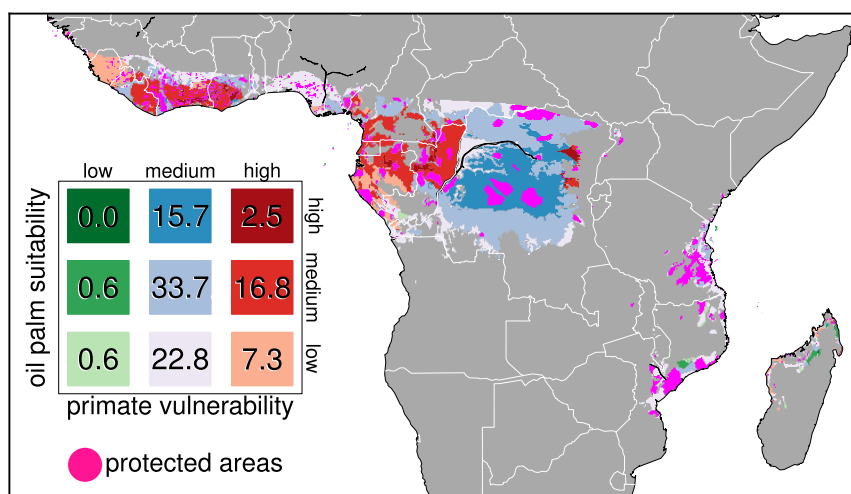 low medium high
oil palm suitability
0.0 15.7 2.5 high
0.6 33.7 16.8 medium
0.6 22.8 7.3 low
primate vulnerability
protected areas